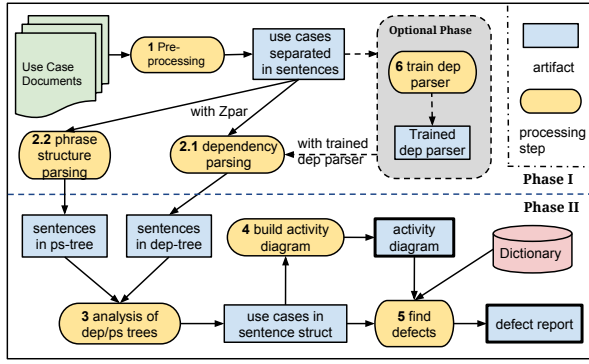 Use Case
Documents
1 Pre-
processing
use cases
separated
in sentences
Optional Phase
6 train dep
parser
Trained
dep parser
artifact
processing
step
Phase I
with Zpar
2.2 phrase
structure
parsing
2.1 dependency
parsing
with trained
dep parser
Phase II
sentences
in ps-tree
sentences
in dep-tree
4 build activity
diagram
activity
diagram
Dictionary
3 analysis of
dep/ps trees
use cases in
sentence struct
5 find
defects
defect report